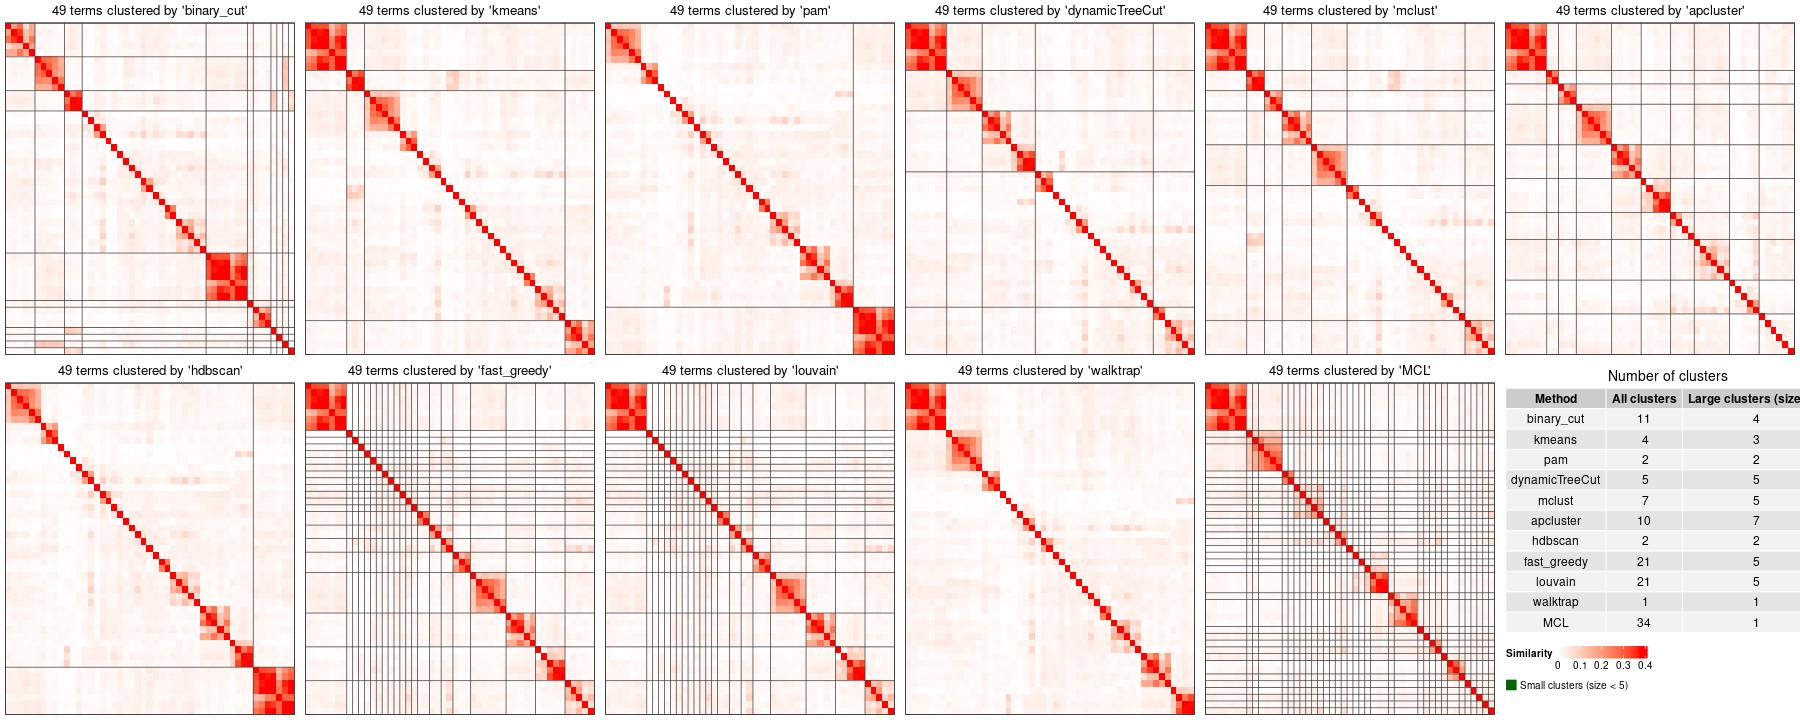 49 terms clustered by 'binary_cut'
49 terms clustered by 'kmeans'
49 terms clustered by 'pam'
49 terms clustered by 'dynamicTreeCut'
49 terms clustered by 'mclust'
49 terms clustered by 'apcluster'
49 terms clustered by 'hdbscan'
49 terms clustered by 'fast_greedy'
49 terms clustered by 'louvain'
49 terms clustered by 'walktrap'
49 terms clustered by 'MCL'
Number of clusters
Method All clusters Large clusters (size
binary_cut 11 4
kmeans 4 3
pam 2 2
dynamicTreeCut 5 5
mclust 7 5
apcluster 10 7
hdbscan 2 2
fast_greedy 21 5
louvain 21 5
walktrap 1 1
MCL 34 1
Similarity
0 0.1 0.2 0.3 0.4
Small clusters (size < 5)